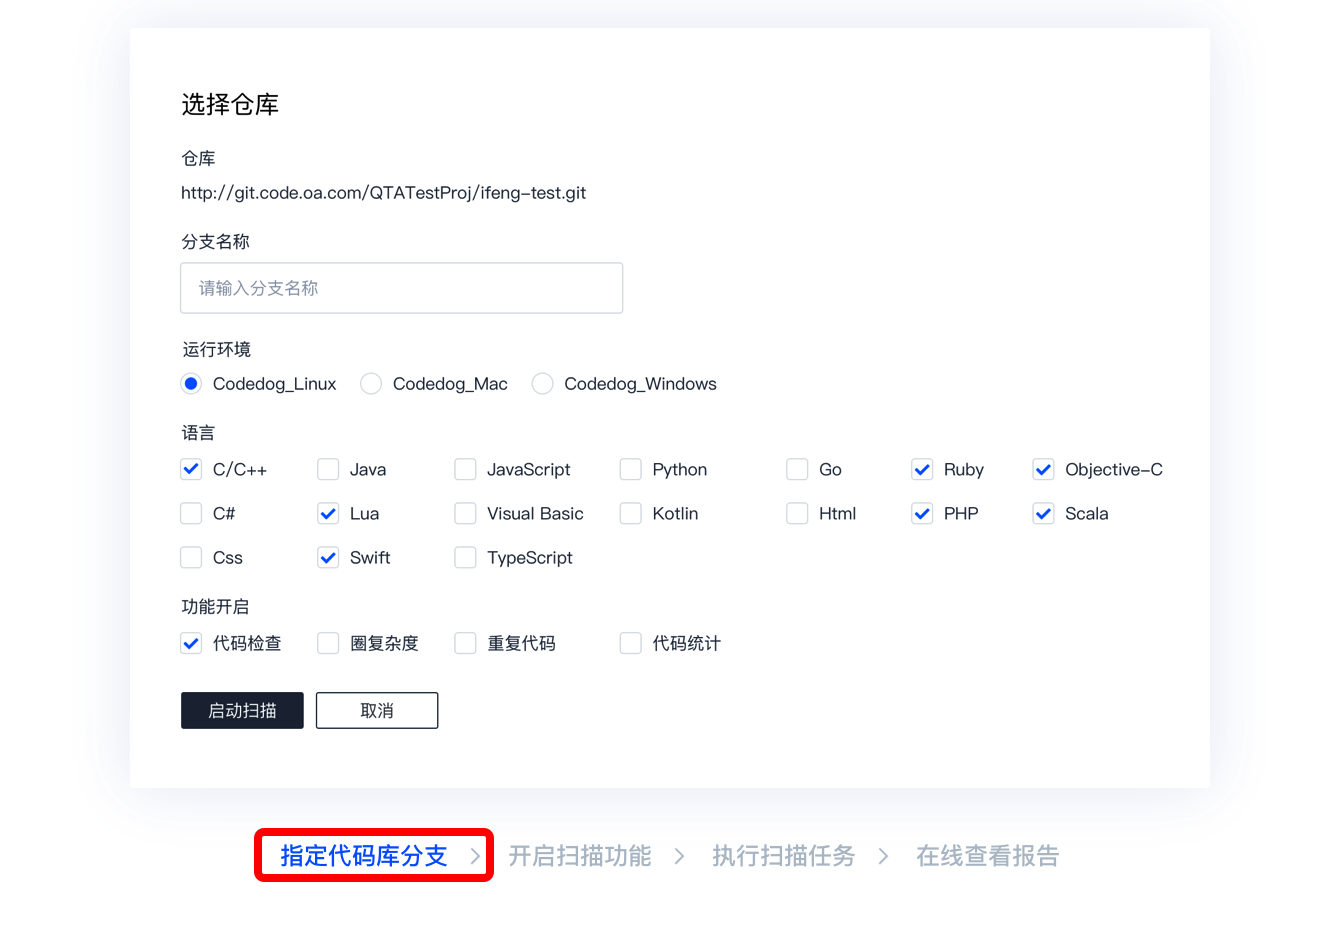 选择仓库
仓库
http://git.code.oa.com/QTATestProj/ifeng-test.git
分支名称
请输入分支名称
运行环境
Codedog_Linux Codedog_Mac Codedog_Windows
语言
C/C++ Java JavaScript Python Go Ruby Objective-C
C# Lua Visual Basic Kotlin Html PHP Scala
Css Swift TypeScript
功能开启
代码检查 圈复杂度 重复代码 代码统计
启动扫描 取消
指定代码库分支 > 开启扫描功能 > 执行扫描任务 > 在线查看报告